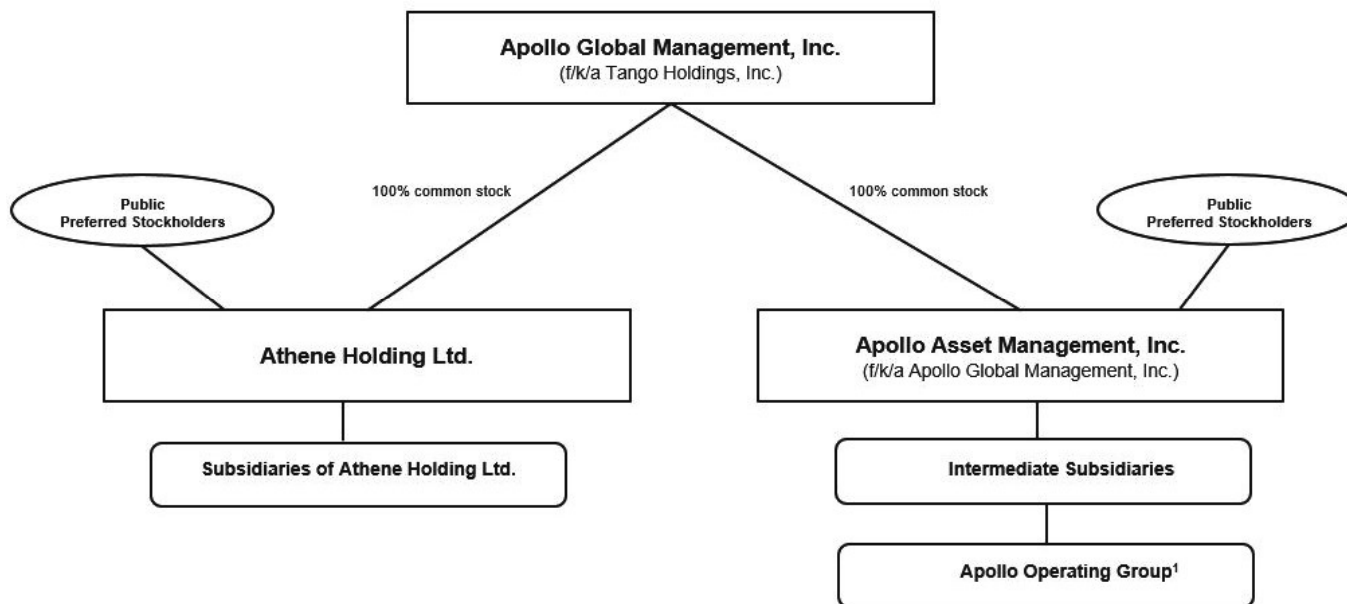 Apollo Global Management, Inc.
(f/k/a Tango Holdings, Inc.)
100% common stock
100% common stock
Public
Preferred Stockholders
Public
Preferred Stockholders
Athene Holding Ltd.
Apollo Asset Management, Inc.
(f/k/a Apollo Global Management, Inc.)
Subsidiaries of Athene Holding Ltd.
Intermediate Subsidiaries
Apollo Operating Group¹